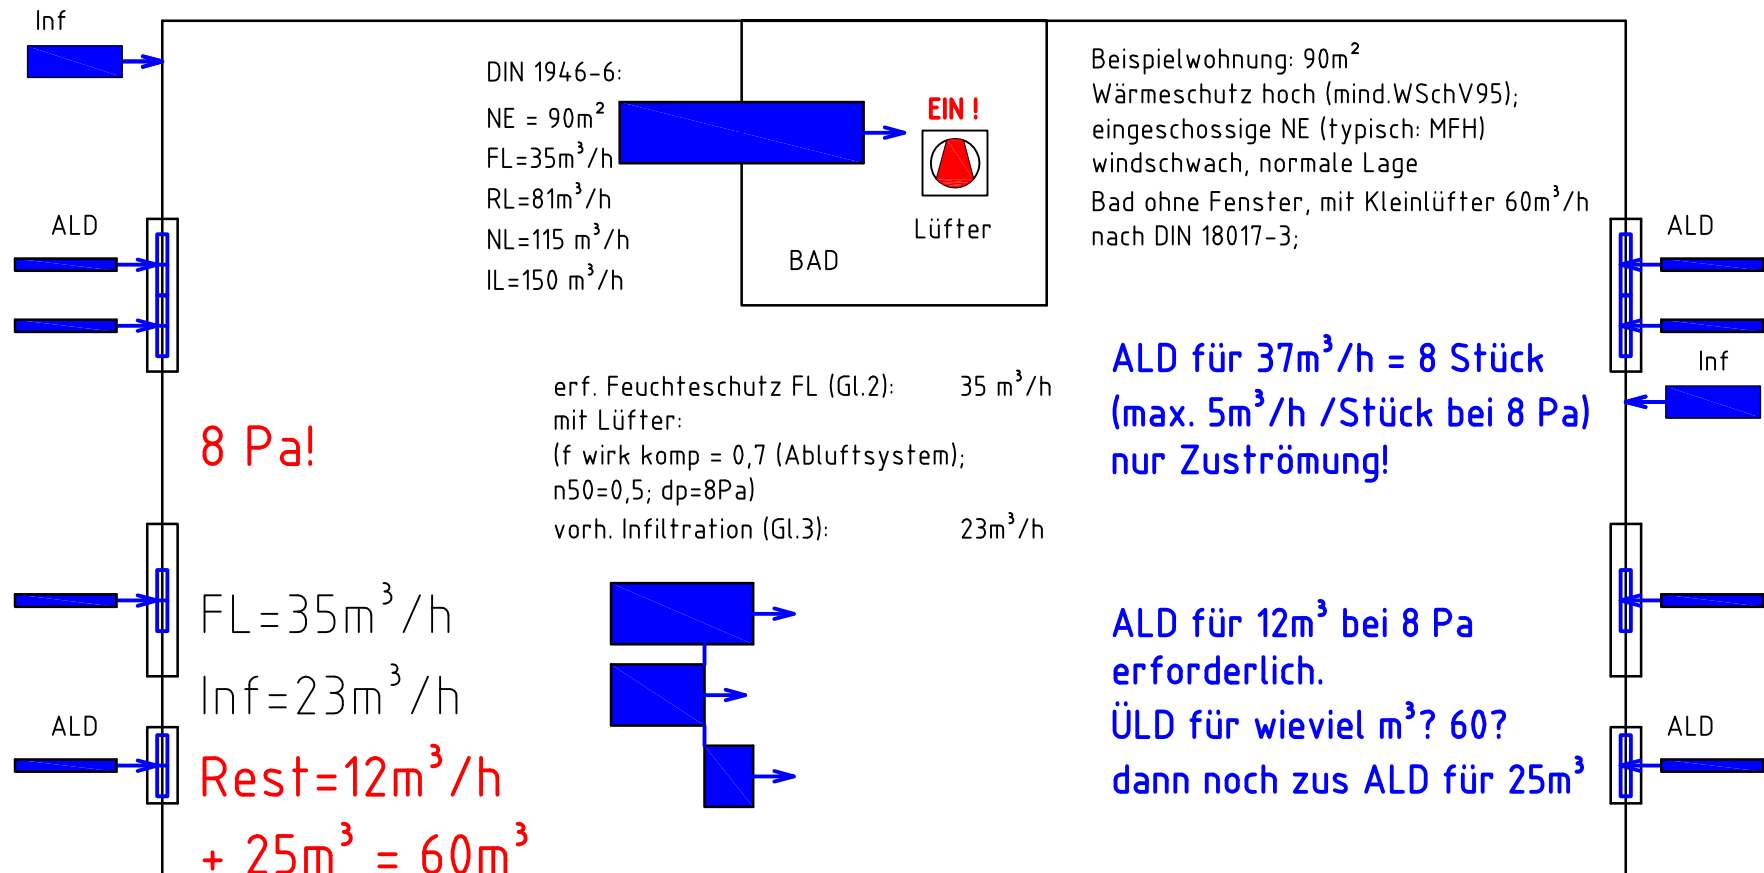 Inf
DIN 1946-6:
NE = 90m²
FL=35m³/h
RL=81m³/h
NL=115 m³/h
IL=150 m³/h
EIN !
Lüfter
BAD
Beispielwohnung: 90m²
Wärmeschutz hoch (mind.WSchV95);
eingeschossige NE (typisch: MFH)
windschwach, normale Lage
Bad ohne Fenster, mit Kleinlüfter 60m³/h
nach DIN 18017-3;
ALD
ALD
ALD für 37m³/h = 8 Stück
(max. 5m³/h /Stück bei 8 Pa)
nur Zuströmung!
Inf
erf. Feuchteschutz FL (Gl.2): 35 m³/h
mit Lüfter:
(f wirk komp = 0,7 (Abluftsystem);
n50=0,5; dp=8Pa)
vorh. Infiltration (Gl.3): 23m³/h
8 Pa!
FL=35m³/h
Inf=23m³/h
Rest=12m³/h
+ 25m³ = 60m³
ALD
ALD für 12m³ bei 8 Pa
erforderlich.
ÜLD für wieviel m³? 60?
dann noch zus ALD für 25m³
ALD